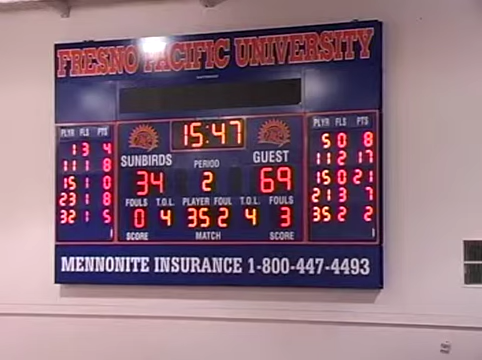 FRESNO PACIFIC UNIVERSITY
PLYR FLS PTS
1 3 4
11 1 8
15 1 0
23 1 8
32 1 5
15:47
SUNBIRDS PERIOD GUEST
34 2 69
FOULS T.O.L. PLAYER FOUL T.O.L. FOULS
0 4 35 2 4 3
SCORE MATCH SCORE
PLYR FLS PTS
5 0 8
11 2 17
15 0 21
21 3 7
35 2 2
MENNONITE INSURANCE 1-800-447-4493